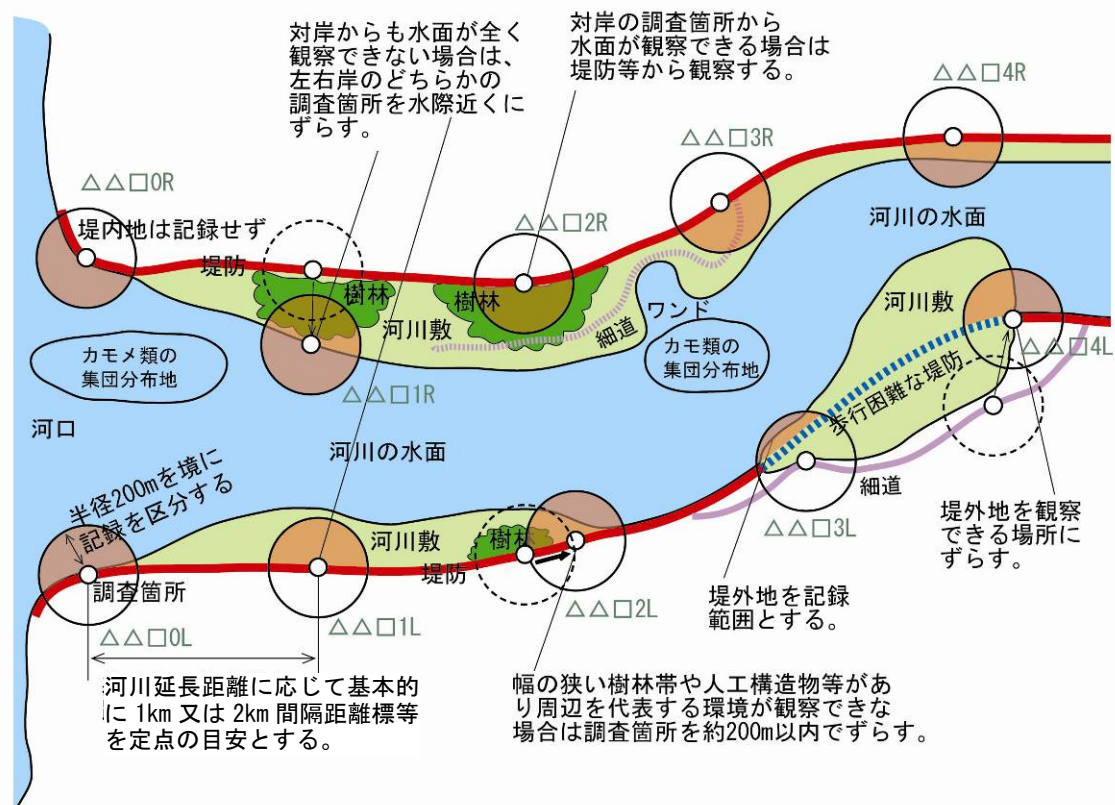 対岸からも水面が全く
観察できない場合は、
左右岸のどちらかの
調査箇所を水際近くに
ずらす。
対岸の調査箇所から
水面が観察できる場合は
堤防等から観察する。
△△□4R
△△□3R
△△□0R
△△□2R
堤内地は記録せず
堤防
樹林
樹林
河川敷
細道
ワンド
河川の水面
河川敷
カモメ類の
集団分布地
カモ類の
集団分布地
△△□1R
△△□4L
歩行困難な堤防
河口
河川の水面
半径200mを境に
記録を区分する
細道
△△□3L
堤外地を観察
できる場所に
ずらす。
河川敷
樹林
堤防
調査箇所
△△□0L
△△□1L
△△□2L
堤外地を記録
範囲とする。
河川延長距離に応じて基本的
に 1km 又は 2km 間隔距離標等
を定点の目安とする。
幅の狭い樹林帯や人工構造物等があ
り周辺を代表する環境が観察できな
場合は調査箇所を約200m以内でずらす。